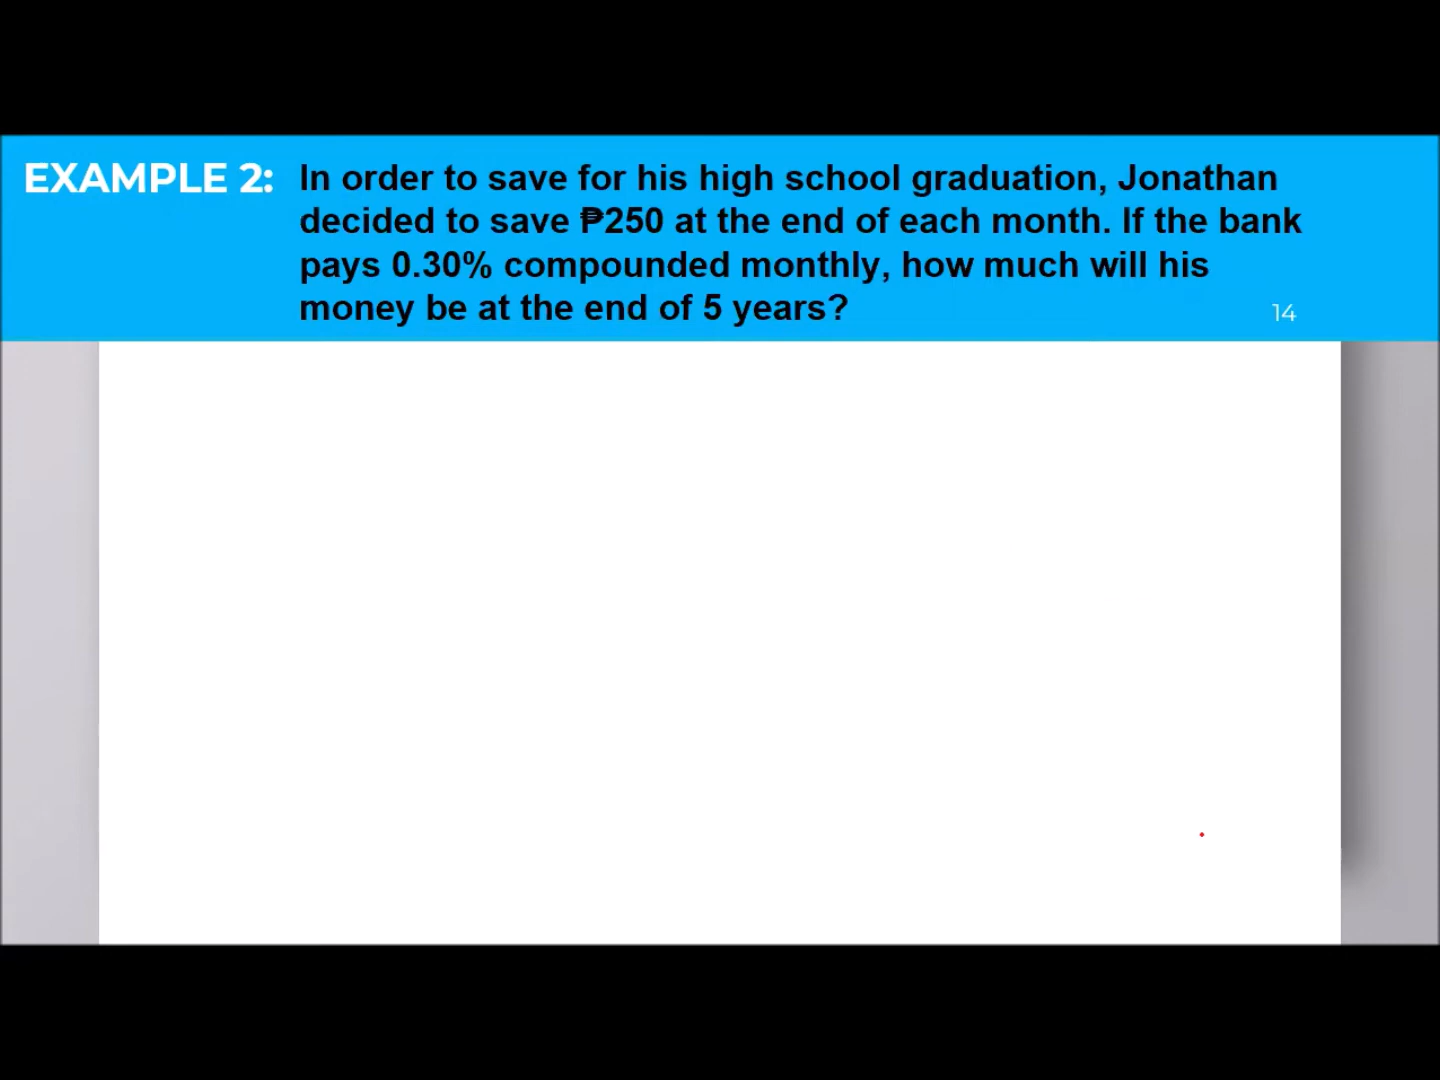 EXAMPLE 2: In order to save for his high school graduation, Jonathan
decided to save ₱250 at the end of each month. If the bank
pays 0.30% compounded monthly, how much will his
money be at the end of 5 years?
14